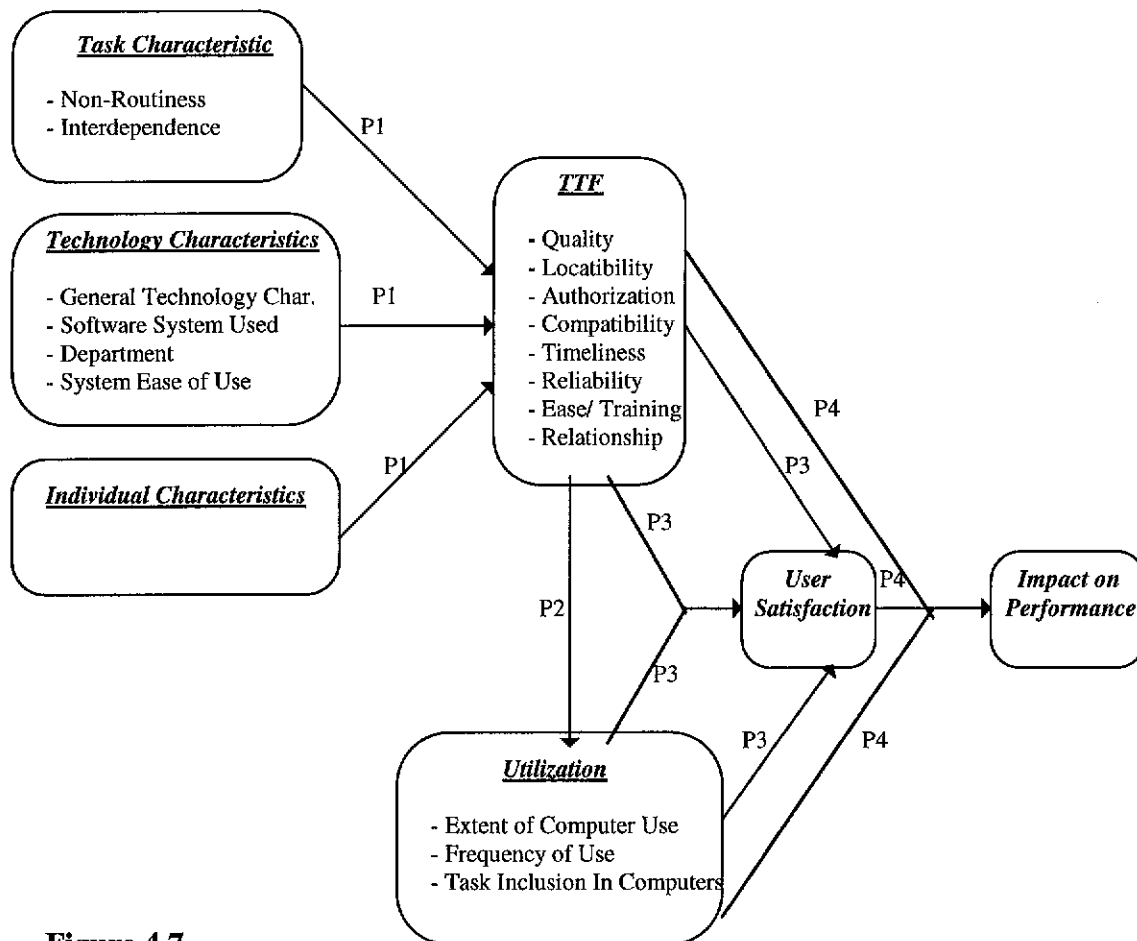 Task Characteristic
- Non-Routiness
- Interdependence
P1
Technology Characteristics
- General Technology Char.
- Software System Used
- Department
- System Ease of Use
P1
Individual Characteristics
P1
TTF
- Quality
- Locatibility
- Authorization
- Compatibility
- Timeliness
- Reliability
- Ease/ Training
- Relationship
P4
P3
P3
P2
P3
User
Satisfaction
P4
Impact on
Performance
P3
P4
Utilization
- Extent of Computer Use
- Frequency of Use
- Task Inclusion In Computers
Figure 4.7